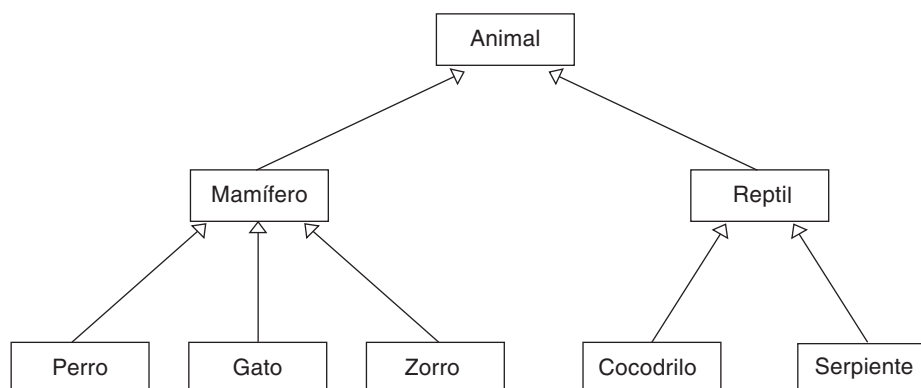 Animal
Mamífero
Reptil
Perro
Gato
Zorro
Cocodrilo
Serpiente